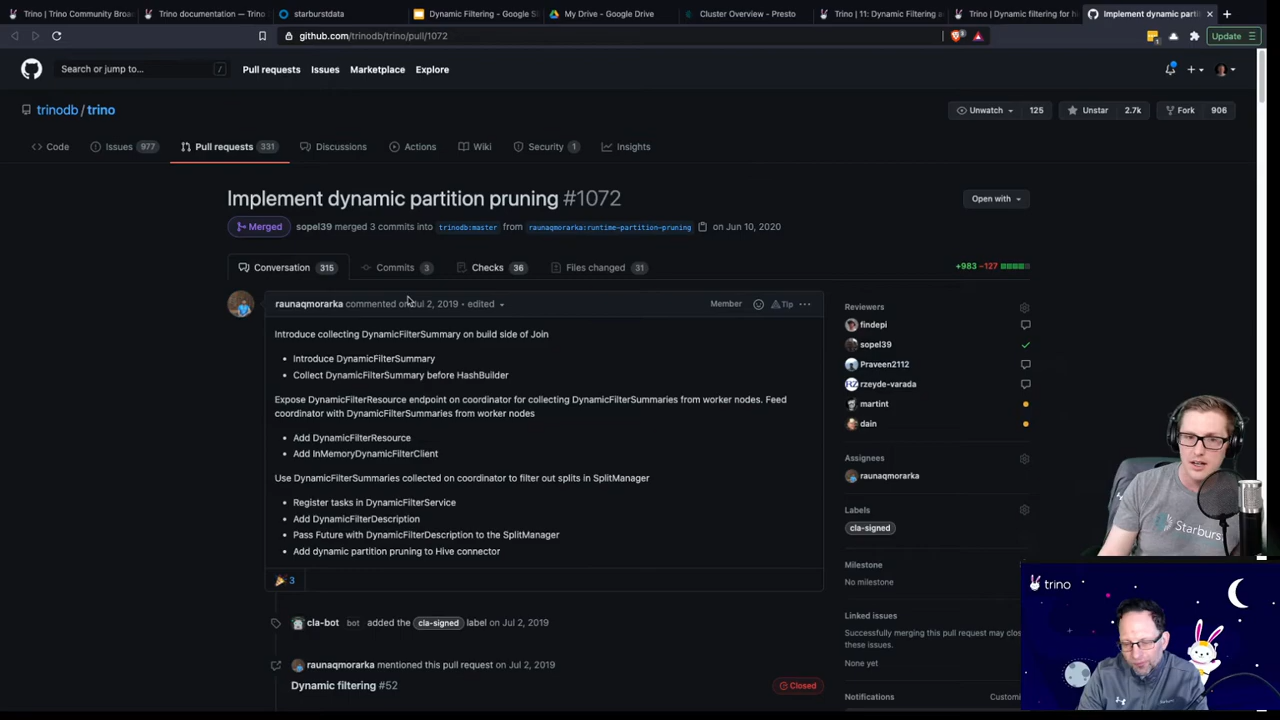 Trino | Trino Community Broa
Trino documentation — Trino
starburstdata
Dynamic Filtering - Google Sl
My Drive - Google Drive
Cluster Overview - Presto
Trino | 11: Dynamic Filtering a
Trino | Dynamic filtering for h
Implement dynamic parti
github.com/trinodb/trino/pull/1072
Update
Search or jump to...
/
Pull requests
Issues
Marketplace
Explore
trinodb / trino
Unwatch
125
Unstar
2.7k
Fork
906
Code
Issues 977
Pull requests 331
Discussions
Actions
Wiki
Security 1
Insights
Implement dynamic partition pruning #1072
Open with
Merged
sopel39 merged 3 commits into trinodb:master from raunaqmorarka:runtime-partition-pruning on Jun 10, 2020
Conversation 315
Commits 3
Checks 36
Files changed 31
+983 −127
raunaqmorarka commented on Jul 2, 2019 • edited
Member
Tip
Introduce collecting DynamicFilterSummary on build side of Join
• Introduce DynamicFilterSummary
• Collect DynamicFilterSummary before HashBuilder
Expose DynamicFilterResource endpoint on coordinator for collecting DynamicFilterSummaries from worker nodes. Feed
coordinator with DynamicFilterSummaries from worker nodes
• Add DynamicFilterResource
• Add InMemoryDynamicFilterClient
Use DynamicFilterSummaries collected on coordinator to filter out splits in SplitManager
• Register tasks in DynamicFilterService
• Add DynamicFilterDescription
• Pass Future with DynamicFilterDescription to the SplitManager
• Add dynamic partition pruning to Hive connector
3
cla-bot bot added the cla-signed label on Jul 2, 2019
raunaqmorarka mentioned this pull request on Jul 2, 2019
Dynamic filtering #52
Closed
Reviewers
findepi
sopel39
Praveen2112
rzeyde-varada
martint
dain
Assignees
raunaqmorarka
Labels
cla-signed
Milestone
No milestone
Linked issues
Successfully merging this pull request may clos
these issues.
None yet
Notifications
Customi
Starburs
trino